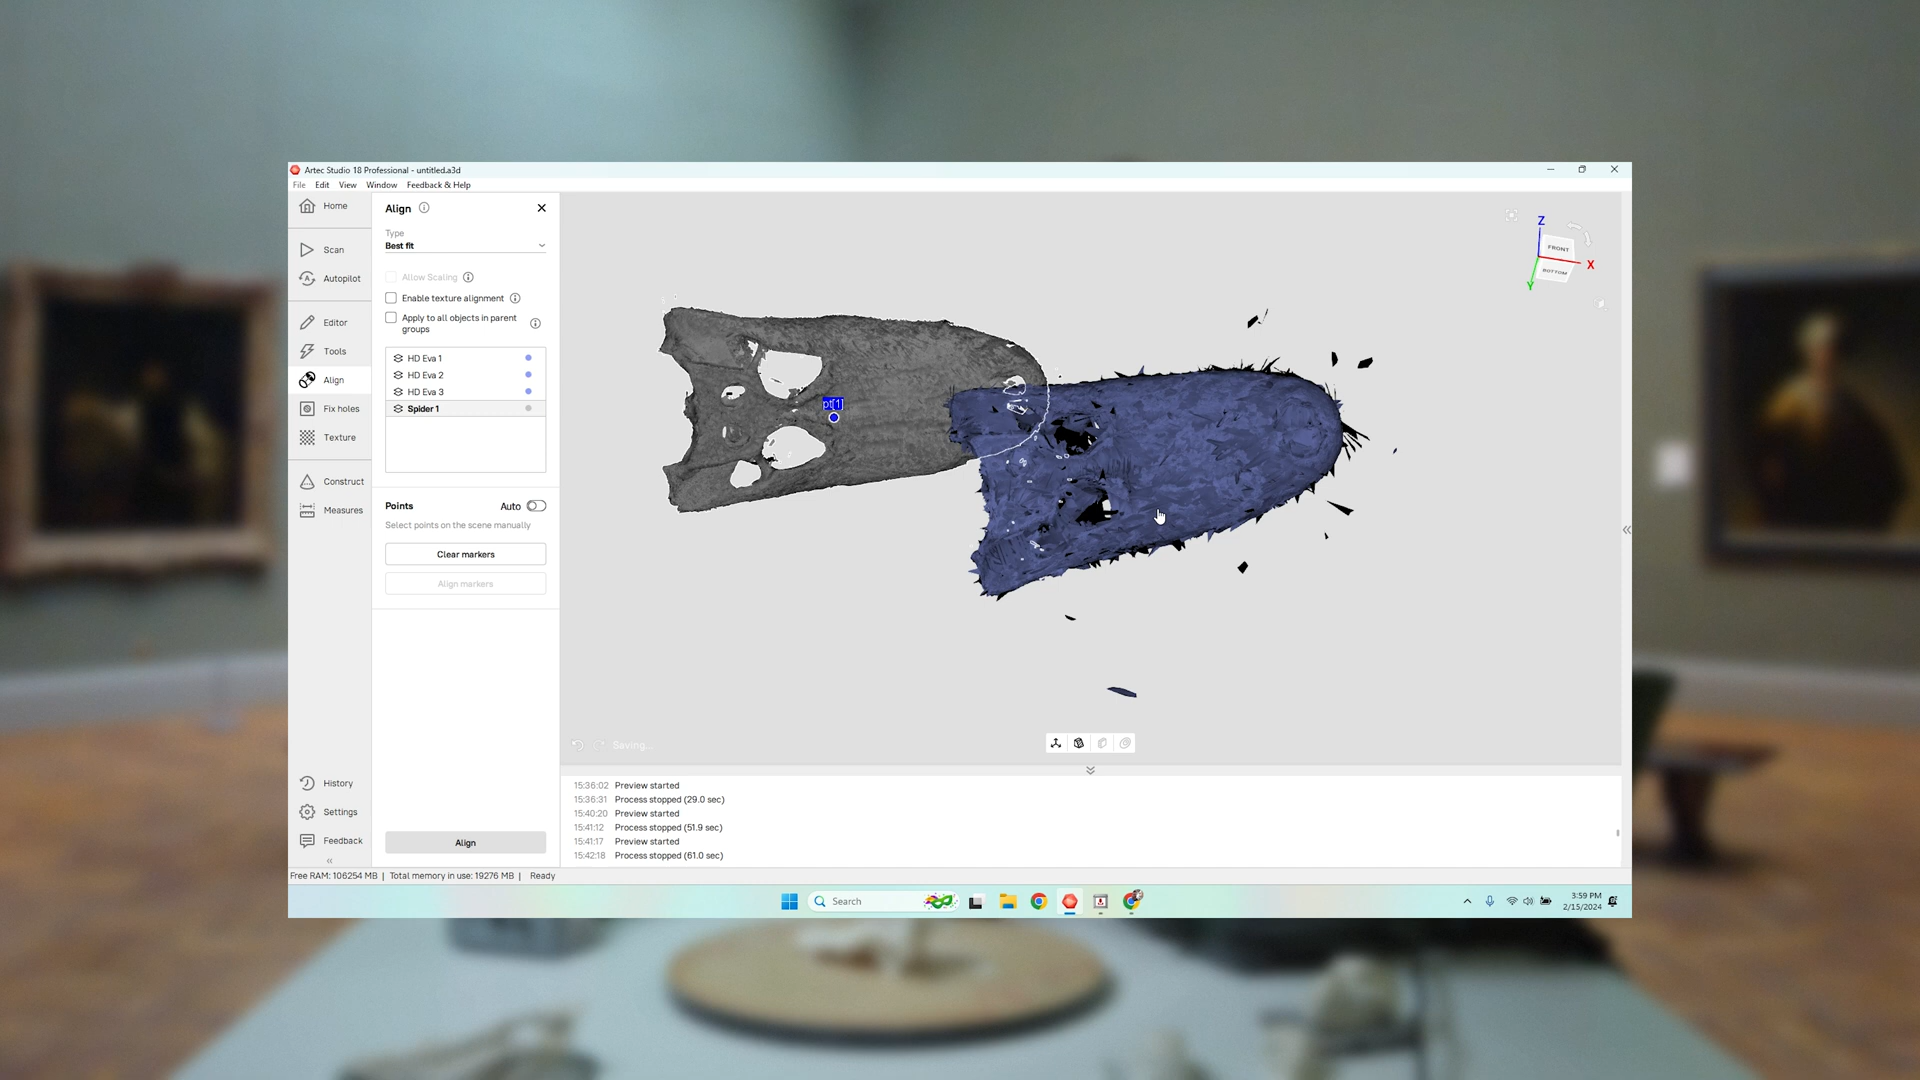 Artec Studio 18 Professional - untitled.a3d
File Edit View Window Feedback & Help
Home
Scan
Autopilot
Editor
Tools
Align
Fix holes
Texture
Construct
Measures
History
Settings
Feedback
Align
Type
Best fit
Allow Scaling
Enable texture alignment
Apply to all objects in parent
groups
HD Eva 1
HD Eva 2
HD Eva 3
Spider 1
Points Auto
Select points on the scene manually
Clear markers
Align markers
Align
pt[1]
Z
FRONT
X
BOTTOM
Y
Saving...
15:36:02 Preview started
15:36:31 Process stopped (29.0 sec)
15:40:20 Preview started
15:41:12 Process stopped (51.9 sec)
15:41:17 Preview started
15:42:18 Process stopped (61.0 sec)
Free RAM: 106254 MB | Total memory in use: 19276 MB | Ready
Search
3:59 PM
2/15/2024